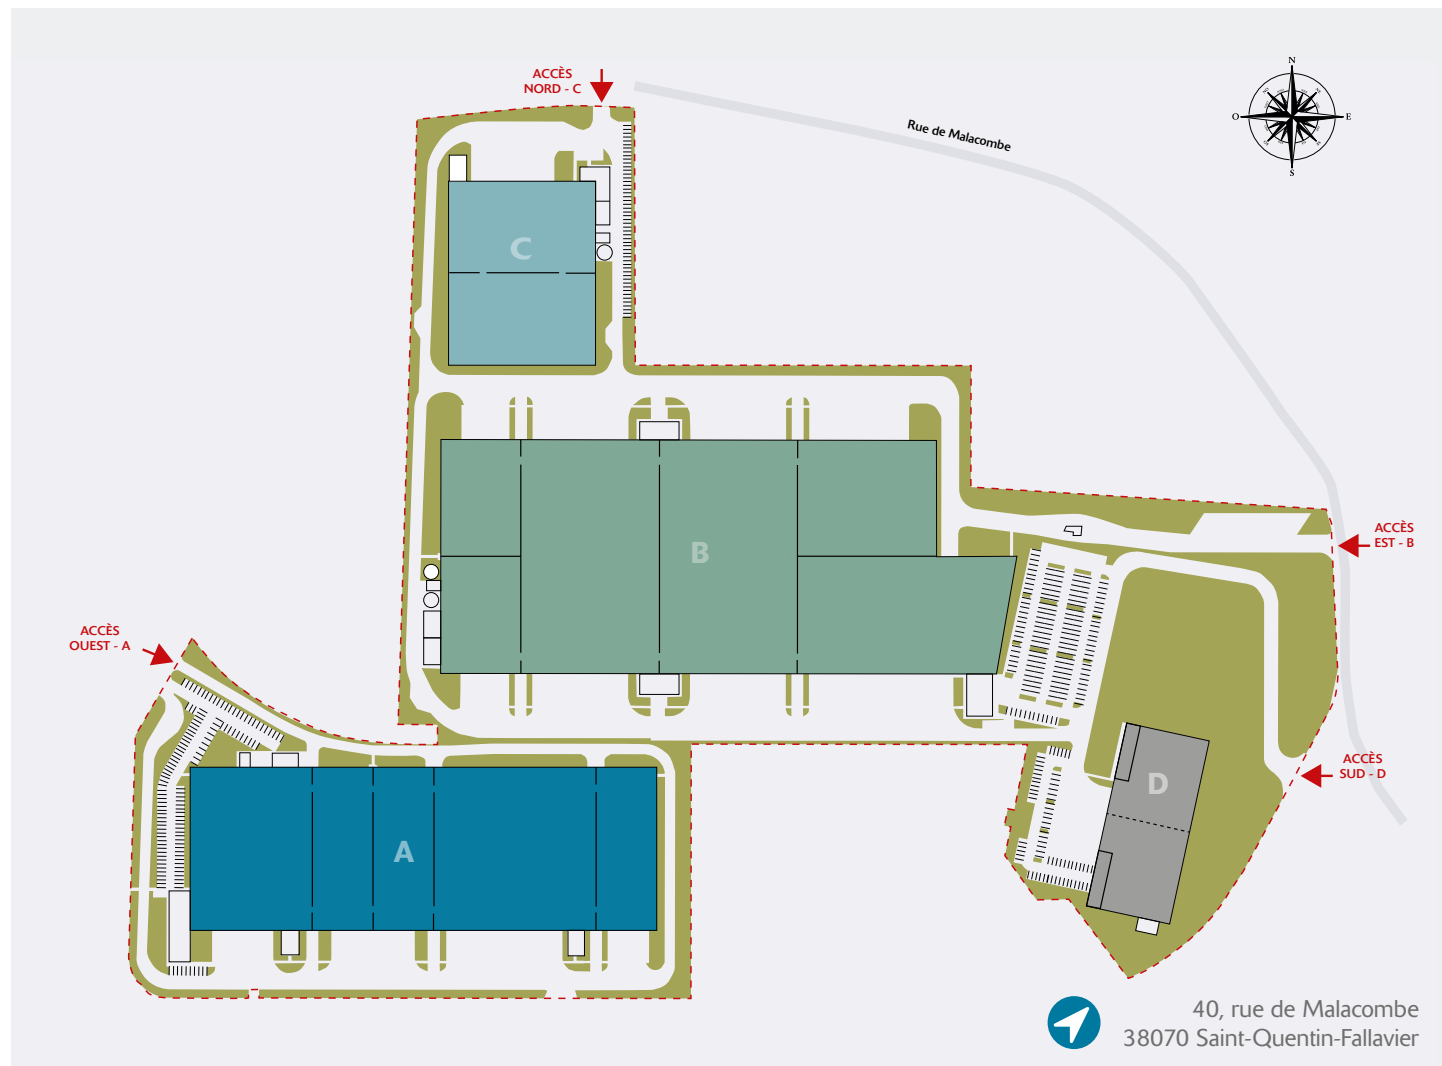 ACCÈS
NORD - C
Rue de Malacombe
N
O
E
S
C
B
ACCÈS
EST - B
ACCÈS
OUEST - A
ACCÈS
SUD - D
D
A
40, rue de Malacombe
38070 Saint-Quentin-Fallavier